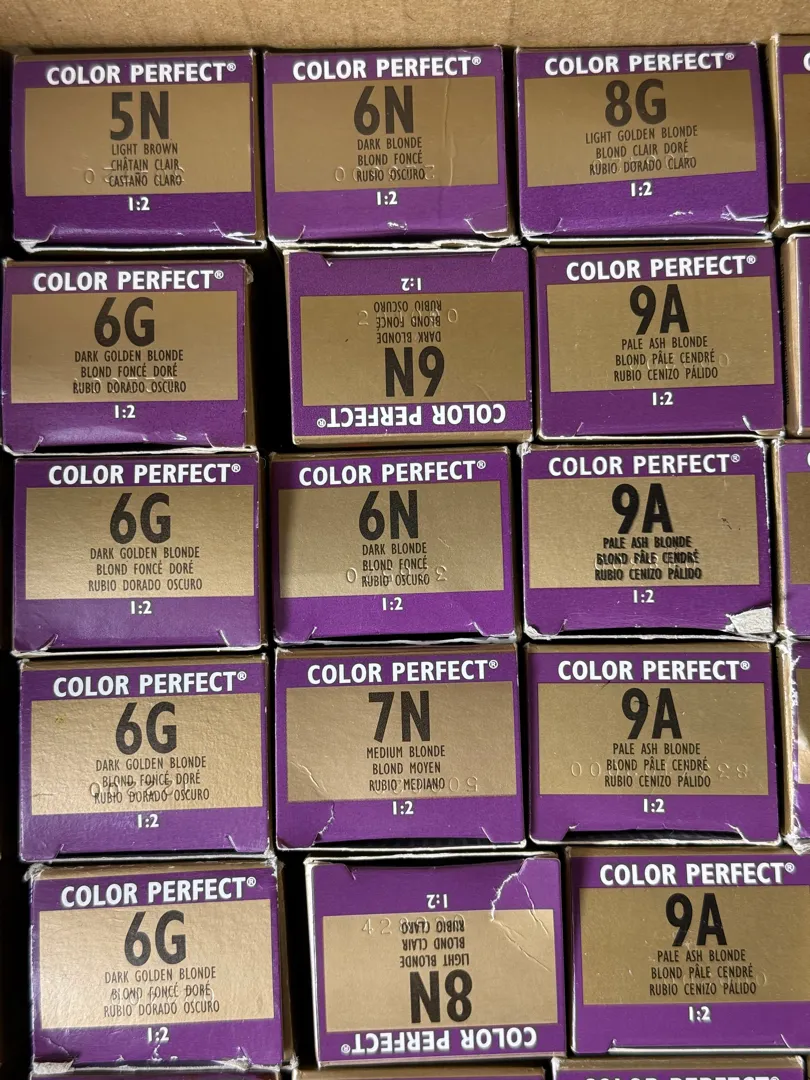 COLOR PERFECT®
5N
LIGHT BROWN
CHÂTAIN CLAIR
CASTAÑO CLARO
1:2
COLOR PERFECT®
6N
DARK BLONDE
BLOND FONCÉ
RUBIO OSCURO
1:2
COLOR PERFECT®
8G
LIGHT GOLDEN BLONDE
BLOND CLAIR DORÉ
RUBIO DORADO CLARO
1:2
COLOR PERFECT®
6G
DARK GOLDEN BLONDE
BLOND FONCÉ DORÉ
RUBIO DORADO OSCURO
1:2
COLOR PERFECT®
6N
DARK BLONDE
BLOND FONCÉ
RUBIO OSCURO
1:2
COLOR PERFECT®
9A
PALE ASH BLONDE
BLOND PÂLE CENDRÉ
RUBIO CENIZO PÁLIDO
1:2
COLOR PERFECT®
6G
DARK GOLDEN BLONDE
BLOND FONCÉ DORÉ
RUBIO DORADO OSCURO
1:2
COLOR PERFECT®
6N
DARK BLONDE
BLOND FONCÉ
RUBIO OSCURO
1:2
COLOR PERFECT®
9A
PALE ASH BLONDE
BLOND PÂLE CENDRÉ
RUBIO CENIZO PÁLIDO
1:2
COLOR PERFECT®
6G
DARK GOLDEN BLONDE
BLOND FONCÉ DORÉ
RUBIO DORADO OSCURO
1:2
COLOR PERFECT®
7N
MEDIUM BLONDE
BLOND MOYEN
RUBIO MEDIANO
1:2
COLOR PERFECT®
9A
PALE ASH BLONDE
BLOND PÂLE CENDRÉ
RUBIO CENIZO PÁLIDO
1:2
COLOR PERFECT®
6G
DARK GOLDEN BLONDE
BLOND FONCÉ DORÉ
RUBIO DORADO OSCURO
1:2
COLOR PERFECT®
8N
LIGHT BLONDE
BLOND CLAIR
RUBIO CLARO
1:2
COLOR PERFECT®
9A
PALE ASH BLONDE
BLOND PÂLE CENDRÉ
RUBIO CENIZO PÁLIDO
1:2